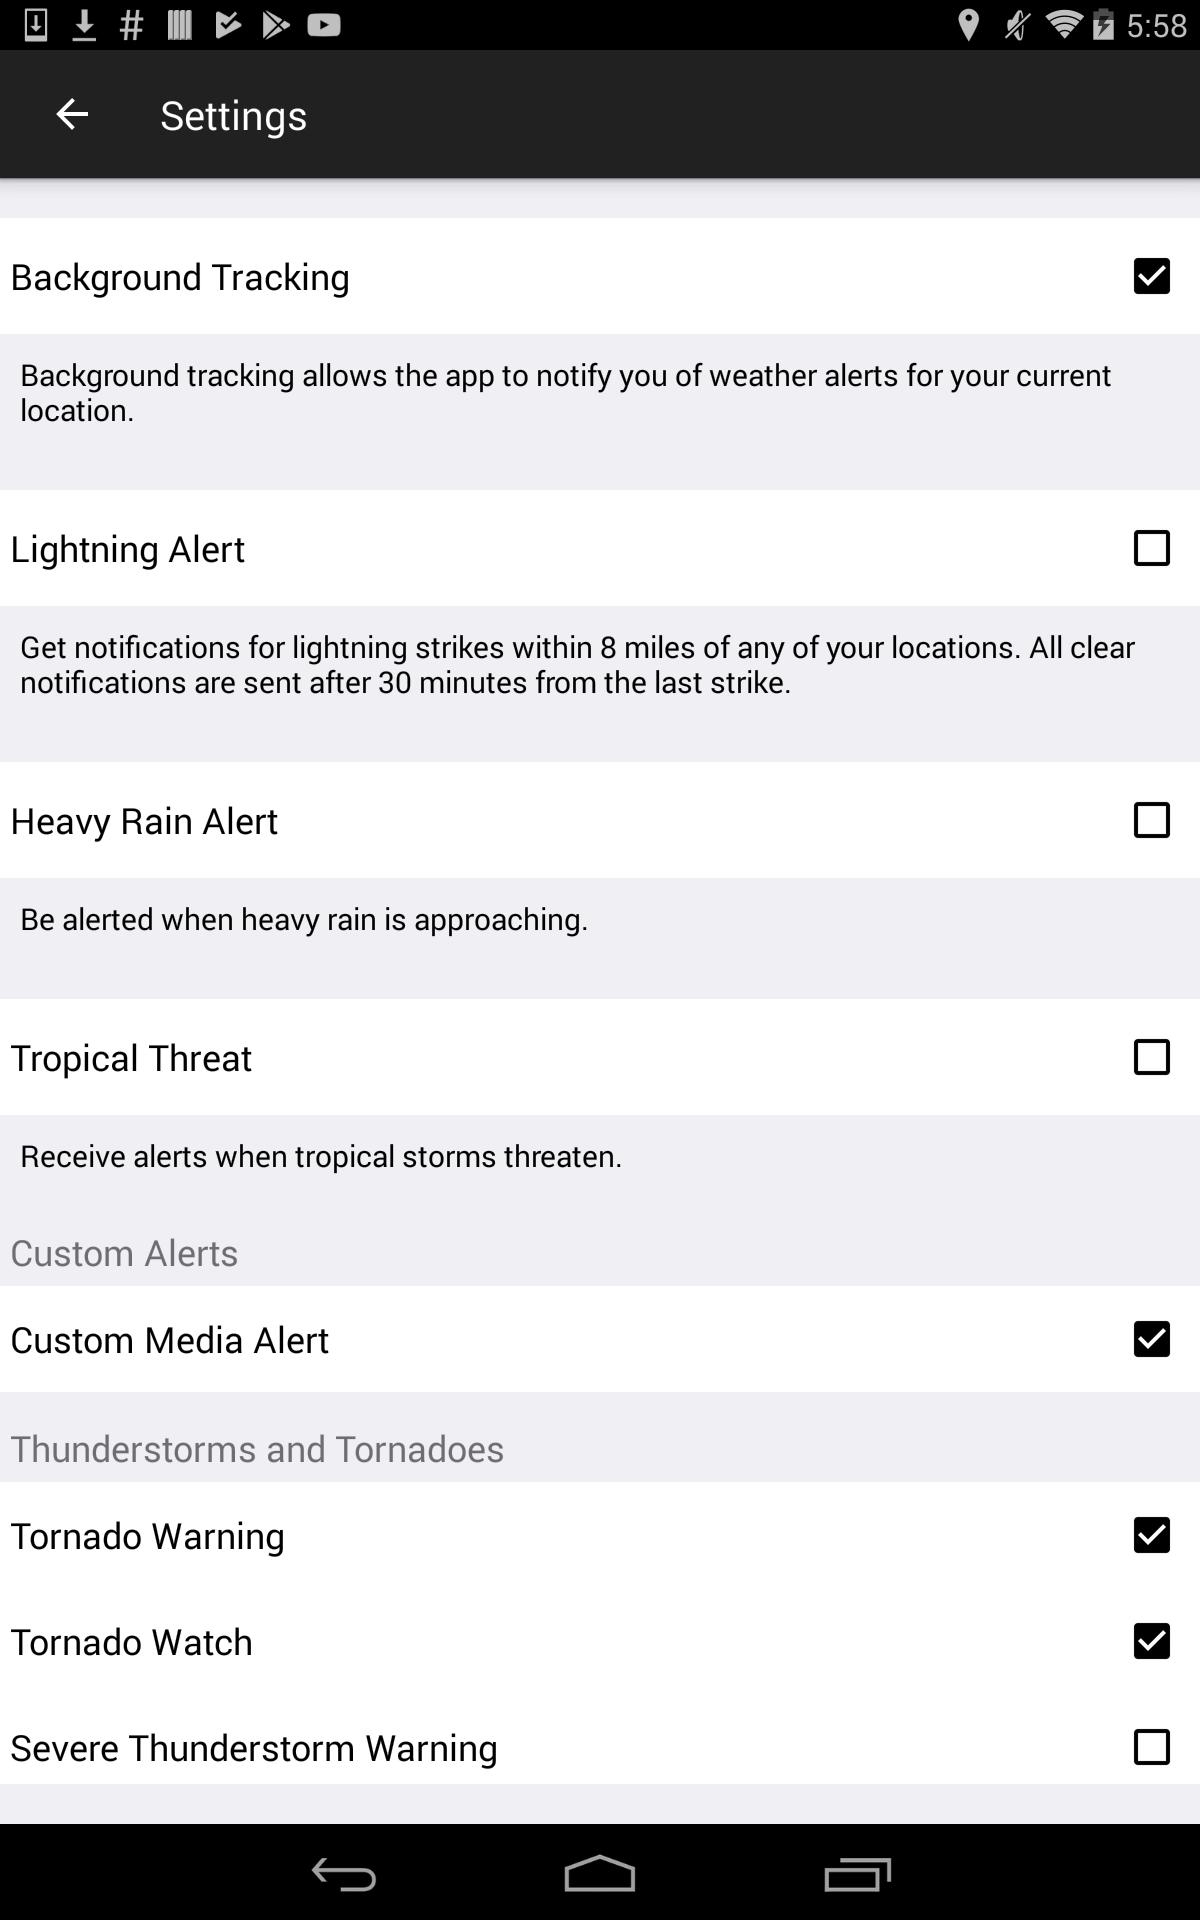 5:58
Settings
Background Tracking
Background tracking allows the app to notify you of weather alerts for your current
location.
Lightning Alert
Get notifications for lightning strikes within 8 miles of any of your locations. All clear
notifications are sent after 30 minutes from the last strike.
Heavy Rain Alert
Be alerted when heavy rain is approaching.
Tropical Threat
Receive alerts when tropical storms threaten.
Custom Alerts
Custom Media Alert
Thunderstorms and Tornadoes
Tornado Warning
Tornado Watch
Severe Thunderstorm Warning